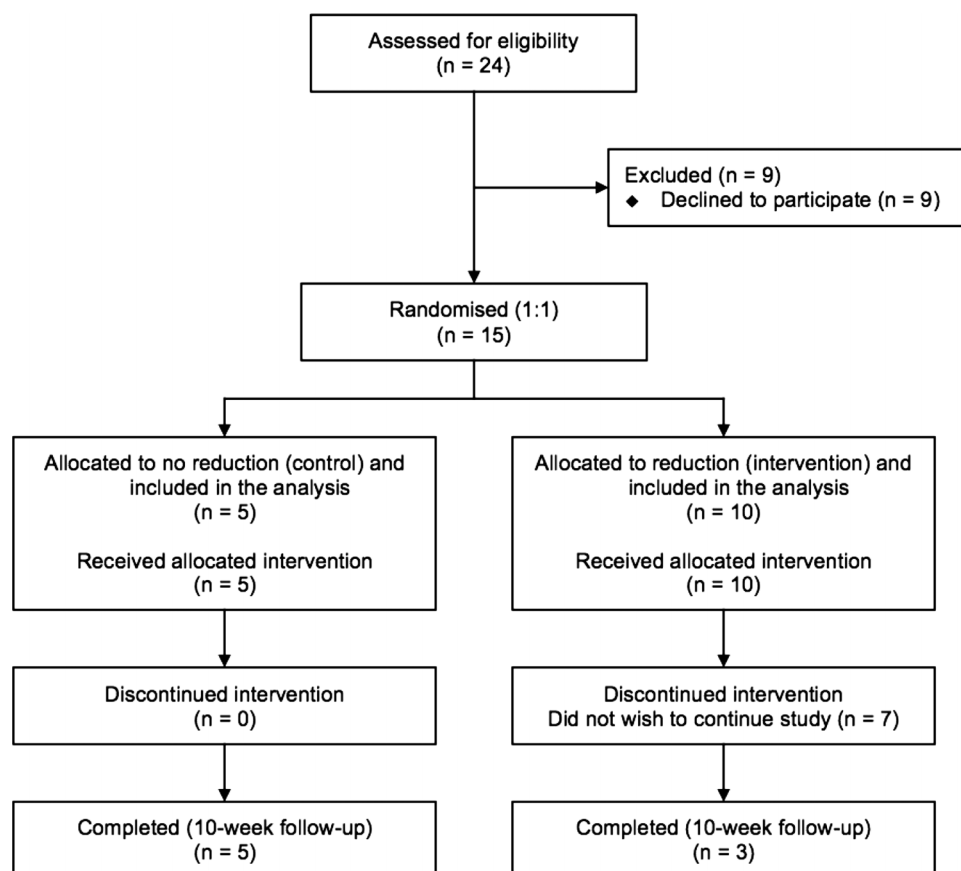 Assessed for eligibility
(n = 24)
Excluded (n = 9)
◆ Declined to participate (n = 9)
Randomised (1:1)
(n = 15)
Allocated to no reduction (control) and
included in the analysis
(n = 5)
Received allocated intervention
(n = 5)
Allocated to reduction (intervention) and
included in the analysis
(n = 10)
Received allocated intervention
(n = 10)
Discontinued intervention
(n = 0)
Discontinued intervention
Did not wish to continue study (n = 7)
Completed (10-week follow-up)
(n = 5)
Completed (10-week follow-up)
(n = 3)